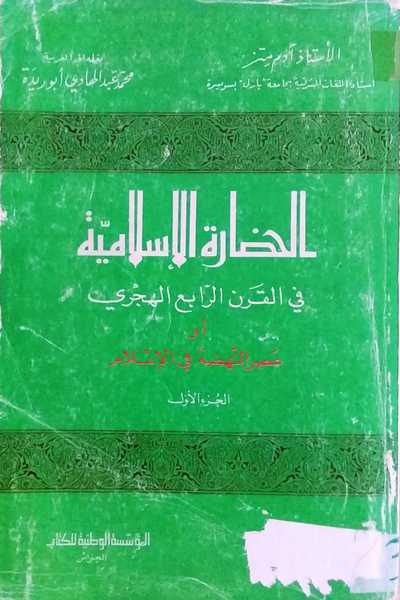 الأستاذ آدم متز
أستاذ اللغات الشرقية بجامعة "بازل" بسويسرة
نقله إلى العربية
محمد عبد الهادي أبو ريدة
الحضارة الإسلامية
في القرن الرابع الهجري
أو
عصر النهضة في الإسلام
الجزء الأول
المؤسسة الوطنية للكتاب
الجزائر